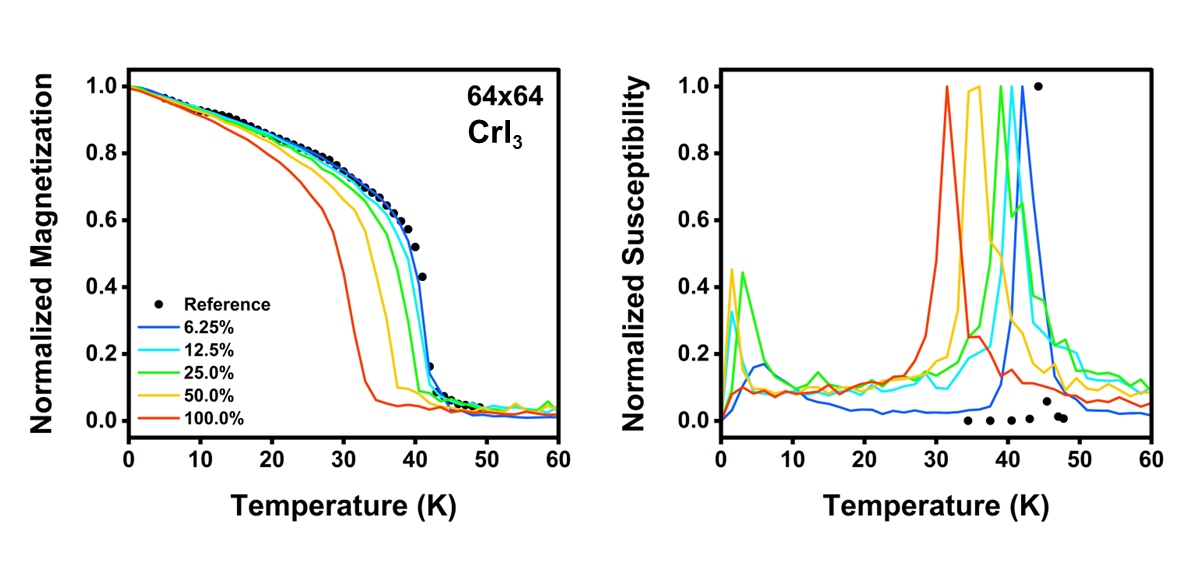 Normalized Magnetization
1.0
0.8
0.6
0.4
0.2
0.0
64x64
CrI3
Reference
6.25%
12.5%
25.0%
50.0%
100.0%
0 10 20 30 40 50 60
Temperature (K)
Normalized Susceptibility
1.0
0.8
0.6
0.4
0.2
0.0
0 10 20 30 40 50 60
Temperature (K)